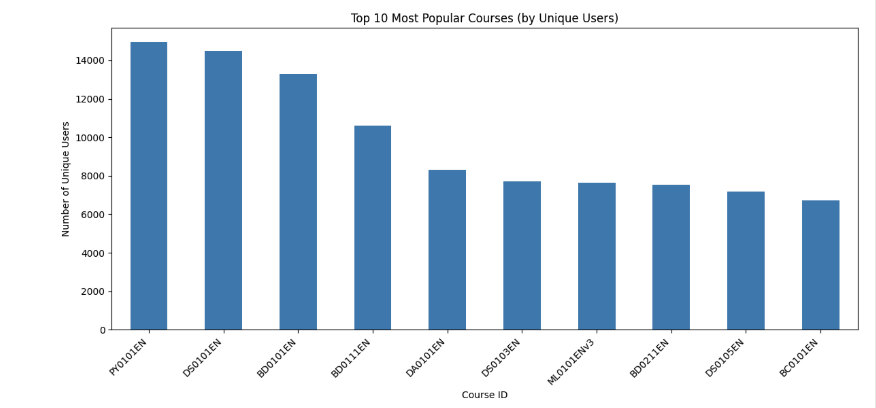 Top 10 Most Popular Courses (by Unique Users)
Number of Unique Users
14000
12000
10000
8000
6000
4000
2000
0
PY0101EN
DS0101EN
BD0101EN
BD0111EN
DA0101EN
DS0103EN
ML0101ENv3
BD0211EN
DS0105EN
BC0101EN
Course ID